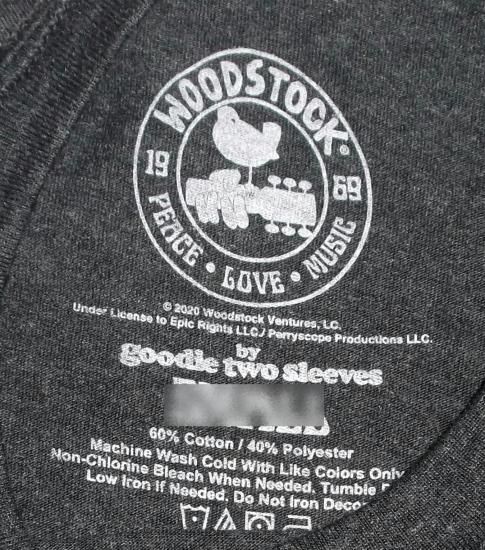 WOODSTOCK®
19 69
PEACE • LOVE • MUSIC
© 2020 Woodstock Ventures, LC.
Under License to Epic Rights LLC./ Perryscope Productions LLC.
by
goodie two sleeves
60% Cotton / 40% Polyester
Machine Wash Cold With Like Colors Only
Non-Chlorine Bleach When Needed. Tumble
Low Iron If Needed. Do Not Iron